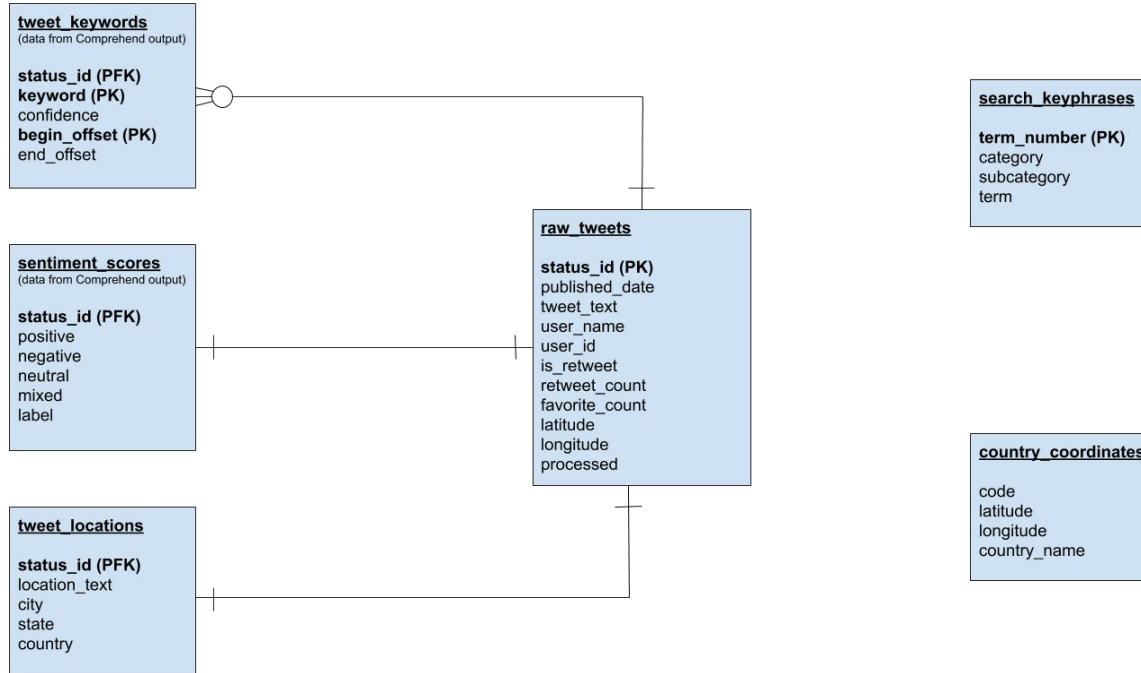 tweet_keywords
(data from Comprehend output)
status_id (PFK)
keyword (PK)
confidence
begin_offset (PK)
end_offset
sentiment_scores
(data from Comprehend output)
status_id (PFK)
positive
negative
neutral
mixed
label
tweet_locations
status_id (PFK)
location_text
city
state
country
raw_tweets
status_id (PK)
published_date
tweet_text
user_name
user_id
is_retweet
retweet_count
favorite_count
latitude
longitude
processed
search_keyphrases
term_number (PK)
category
subcategory
term
country_coordinates
code
latitude
longitude
country_name